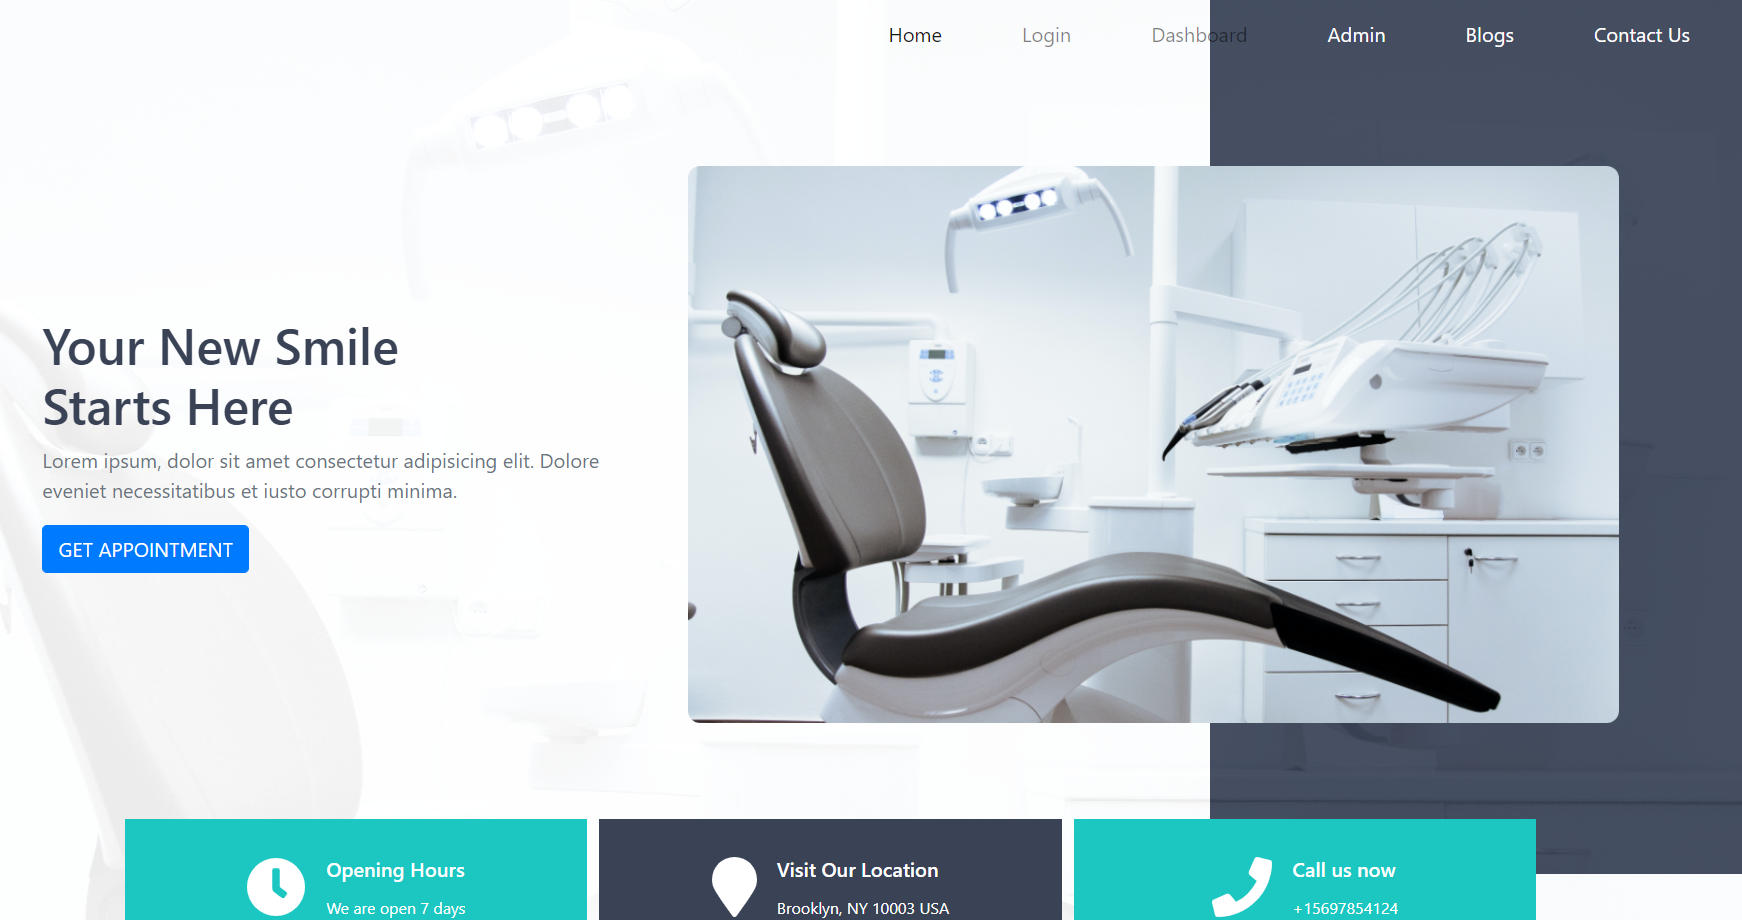 Home Login Dashboard Admin Blogs Contact Us
Your New Smile
Starts Here
Lorem ipsum, dolor sit amet consectetur adipisicing elit. Dolore
eveniet necessitatibus et iusto corrupti minima.
GET APPOINTMENT
Opening Hours
We are open 7 days
Visit Our Location
Brooklyn, NY 10003 USA
Call us now
+15697854124